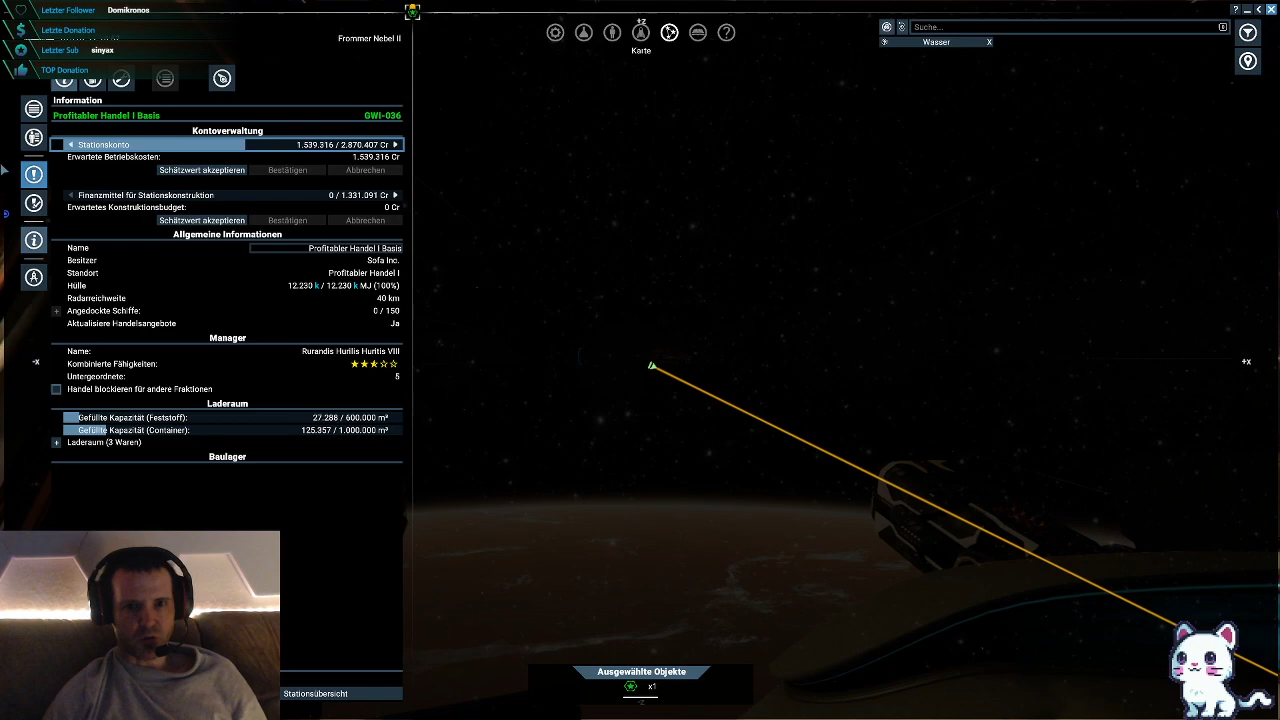 Letzter Follower Domikronos
Letzte Donation
Letzter Sub sinyax
TOP Donation
Frommer Nebel II
+Z
Karte
Suche...
Wasser X
Information
Profitabler Handel I Basis GWI-036
Kontoverwaltung
Stationskonto 1.539.316 / 2.870.407 Cr
Erwartete Betriebskosten: 1.539.316 Cr
Schätzwert akzeptieren Bestätigen Abbrechen
Finanzmittel für Stationskonstruktion 0 / 1.331.091 Cr
Erwartetes Konstruktionsbudget: 0 Cr
Schätzwert akzeptieren Bestätigen Abbrechen
Allgemeine Informationen
Name Profitabler Handel I Basis
Besitzer Sofa Inc.
Standort Profitabler Handel I
Hülle 12.230 k / 12.230 k MJ (100%)
Radarreichweite 40 km
+ Angedockte Schiffe: 0 / 150
Aktualisiere Handelsangebote Ja
Manager
Name: Rurandis Hurilis Huritis VIII
-X
+X
Kombinierte Fähigkeiten:
Untergeordnete: 5
Handel blockieren für andere Fraktionen
Laderaum
Gefüllte Kapazität (Feststoff): 27.288 / 600.000 m³
Gefüllte Kapazität (Container): 125.357 / 1.000.000 m³
+ Laderaum (3 Waren)
Baulager
Stationsübersicht
Ausgewählte Objekte
x1
-Z